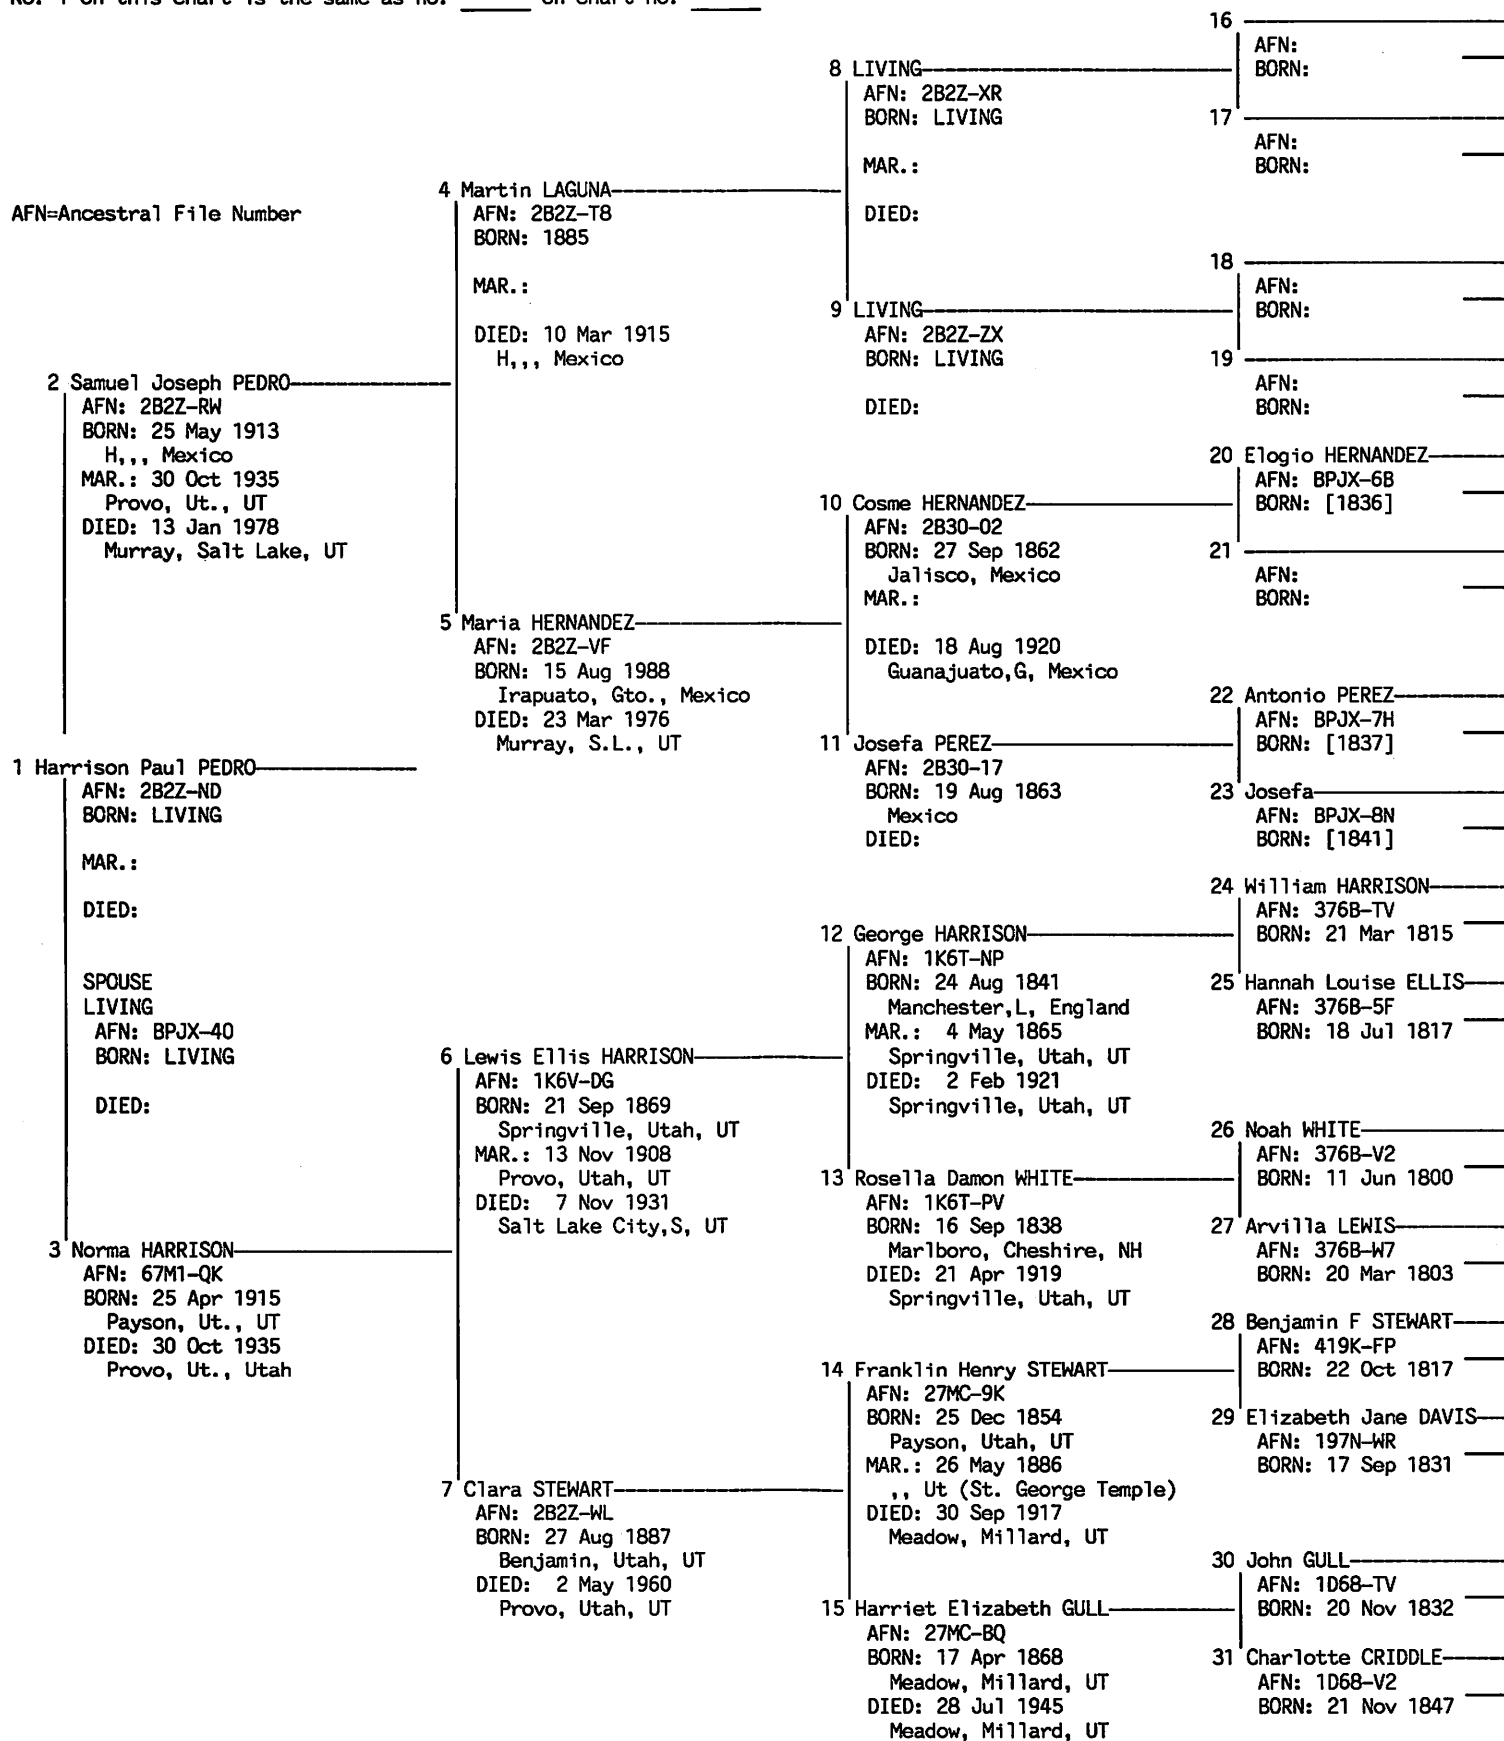 No. 1 on this chart is the same as no. ______ on chart no. ______
AFN=Ancestral File Number
1 Harrison Paul PEDRO
AFN: 2B2Z-ND
BORN: LIVING
MAR.:
DIED:
SPOUSE
LIVING
AFN: BPJX-40
BORN: LIVING
DIED:
2 Samuel Joseph PEDRO
AFN: 2B2Z-RW
BORN: 25 May 1913
H,,, Mexico
MAR.: 30 Oct 1935
Provo, Ut., UT
DIED: 13 Jan 1978
Murray, Salt Lake, UT
3 Norma HARRISON
AFN: 67M1-QK
BORN: 25 Apr 1915
Payson, Ut., UT
DIED: 30 Oct 1935
Provo, Ut., Utah
4 Martin LAGUNA
AFN: 2B2Z-T8
BORN: 1885
MAR.:
DIED: 10 Mar 1915
H,,, Mexico
5 Maria HERNANDEZ
AFN: 2B2Z-VF
BORN: 15 Aug 1988
Irapuato, Gto., Mexico
DIED: 23 Mar 1976
Murray, S.L., UT
6 Lewis Ellis HARRISON
AFN: 1K6V-DG
BORN: 21 Sep 1869
Springville, Utah, UT
MAR.: 13 Nov 1908
Provo, Utah, UT
DIED: 7 Nov 1931
Salt Lake City,S, UT
7 Clara STEWART
AFN: 2B2Z-WL
BORN: 27 Aug 1887
Benjamin, Utah, UT
DIED: 2 May 1960
Provo, Utah, UT
8 LIVING
AFN: 2B2Z-XR
BORN: LIVING
MAR.:
DIED:
9 LIVING
AFN: 2B2Z-ZX
BORN: LIVING
DIED:
10 Cosme HERNANDEZ
AFN: 2B30-02
BORN: 27 Sep 1862
Jalisco, Mexico
MAR.:
DIED: 18 Aug 1920
Guanajuato,G, Mexico
11 Josefa PEREZ
AFN: 2B30-17
BORN: 19 Aug 1863
Mexico
DIED:
12 George HARRISON
AFN: 1K6T-NP
BORN: 24 Aug 1841
Manchester,L, England
MAR.: 4 May 1865
Springville, Utah, UT
DIED: 2 Feb 1921
Springville, Utah, UT
13 Rosella Damon WHITE
AFN: 1K6T-PV
BORN: 16 Sep 1838
Marlboro, Cheshire, NH
DIED: 21 Apr 1919
Springville, Utah, UT
14 Franklin Henry STEWART
AFN: 27MC-9K
BORN: 25 Dec 1854
Payson, Utah, UT
MAR.: 26 May 1886
,, Ut (St. George Temple)
DIED: 30 Sep 1917
Meadow, Millard, UT
15 Harriet Elizabeth GULL
AFN: 27MC-BQ
BORN: 17 Apr 1868
Meadow, Millard, UT
DIED: 28 Jul 1945
Meadow, Millard, UT
16
AFN:
BORN:
17
AFN:
BORN:
18
AFN:
BORN:
19
AFN:
BORN:
20 Elogio HERNANDEZ
AFN: BPJX-6B
BORN: [1836]
21
AFN:
BORN:
22 Antonio PEREZ
AFN: BPJX-7H
BORN: [1837]
23 Josefa
AFN: BPJX-8N
BORN: [1841]
24 William HARRISON
AFN: 376B-TV
BORN: 21 Mar 1815
25 Hannah Louise ELLIS
AFN: 376B-5F
BORN: 18 Jul 1817
26 Noah WHITE
AFN: 376B-V2
BORN: 11 Jun 1800
27 Arvilla LEWIS
AFN: 376B-W7
BORN: 20 Mar 1803
28 Benjamin F STEWART
AFN: 419K-FP
BORN: 22 Oct 1817
29 Elizabeth Jane DAVIS
AFN: 197N-WR
BORN: 17 Sep 1831
30 John GULL
AFN: 1D68-TV
BORN: 20 Nov 1832
31 Charlotte CRIDDLE
AFN: 1D68-V2
BORN: 21 Nov 1847